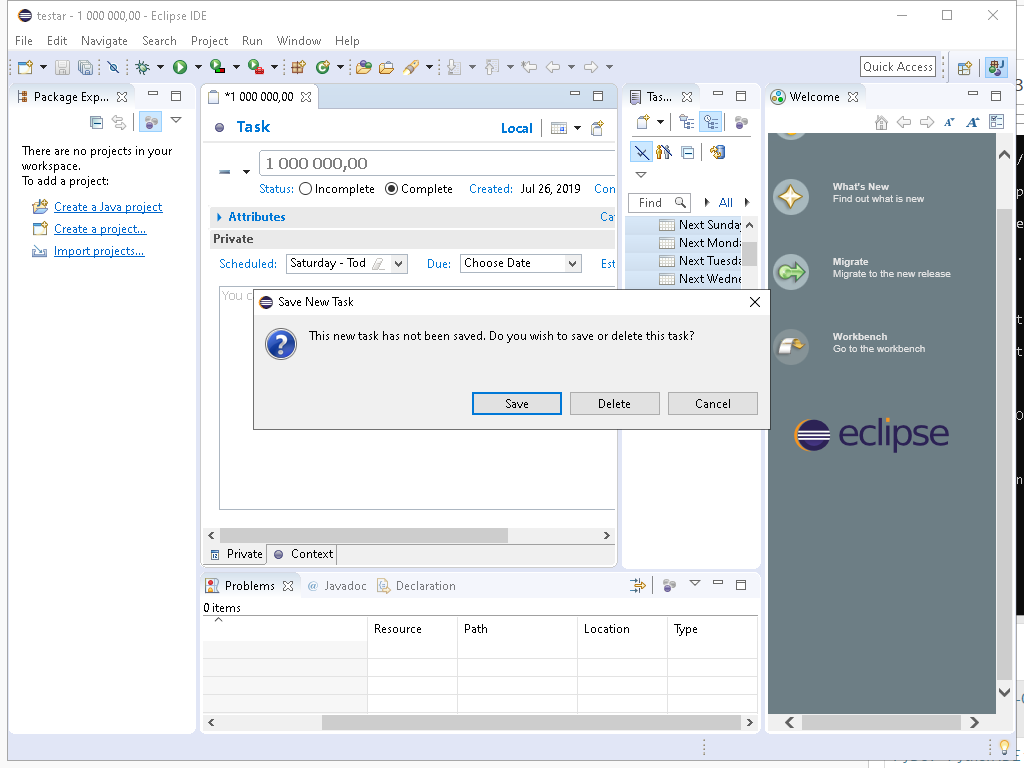 testar - 1 000 000,00 - Eclipse IDE
File Edit Navigate Search Project Run Window Help
Quick Access
Package Exp...
There are no projects in your
workspace.
To add a project:
Create a Java project
Create a project...
Import projects...
*1 000 000,00
Task
Local
1 000 000,00
Status: Incomplete Complete Created: Jul 26, 2019 Con
Attributes
Ca
Private
Scheduled: Saturday - Tod Due: Choose Date Est
You c
Save New Task
This new task has not been saved. Do you wish to save or delete this task?
Save Delete Cancel
Private Context
Tas...
Find All
Next Sunday
Next Monda
Next Tuesda
Next Wedne
Welcome
What's New
Find out what is new
Migrate
Migrate to the new release
Workbench
Go to the workbench
eclipse
Problems @ Javadoc Declaration
0 items
Resource Path Location Type